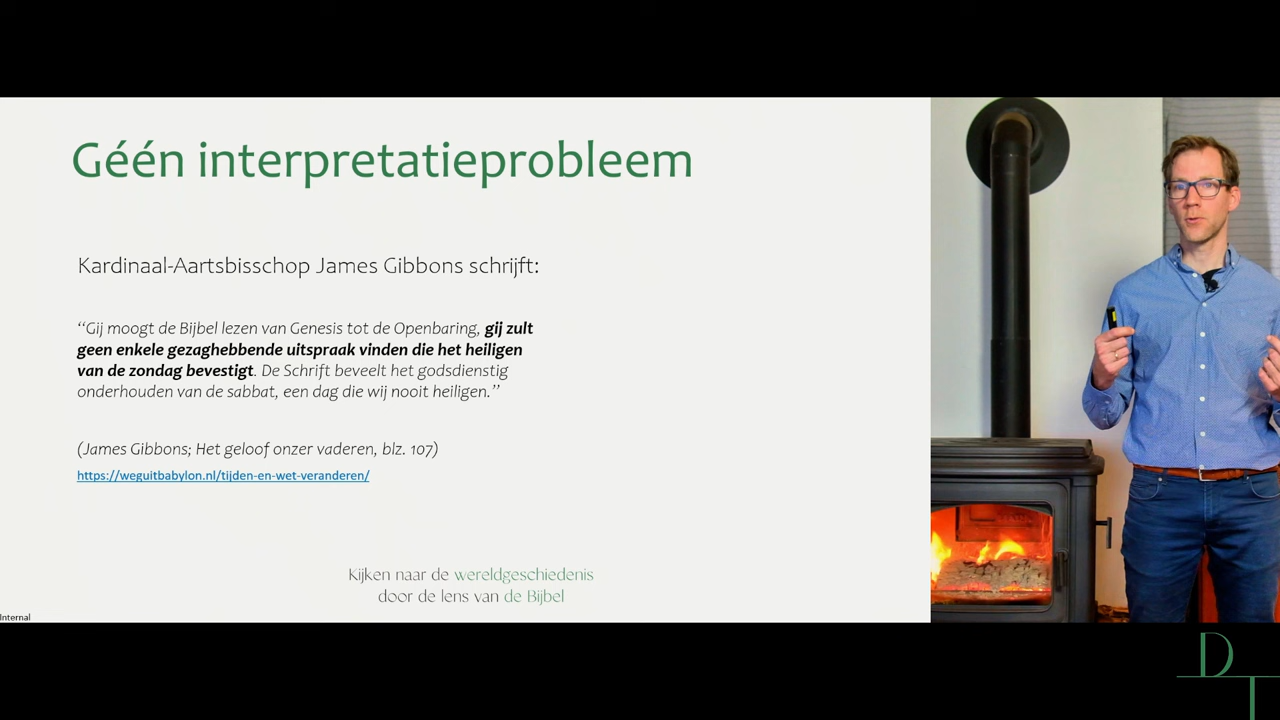 Géén interpretatieprobleem
Kardinaal-Aartsbisschop James Gibbons schrijft:
‘‘Gij moogt de Bijbel lezen van Genesis tot de Openbaring, gij zult
geen enkele gezaghebbende uitspraak vinden die het heiligen
van de zondag bevestigt. De Schrift beveelt het godsdienstig
onderhouden van de sabbat, een dag die wij nooit heiligen.’’
(James Gibbons; Het geloof onzer vaderen, blz. 107)
https://weguitbabylon.nl/tijden-en-wet-veranderen/
Kijken naar de wereldgeschiedenis
door de lens van de Bijbel
Internal
DT